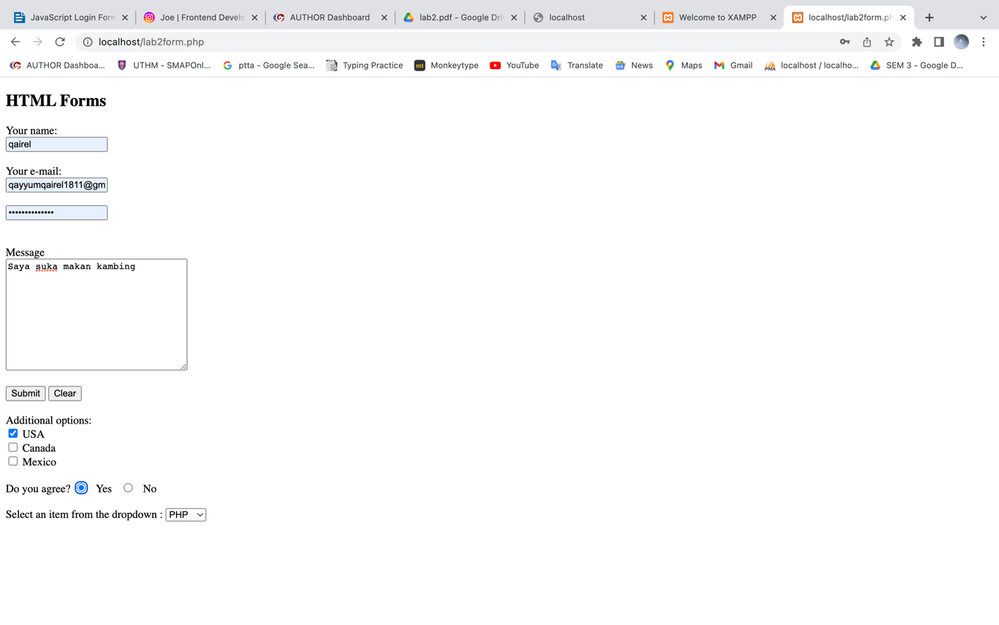 JavaScript Login Form
Joe | Frontend Develo
AUTHOR Dashboard
lab2.pdf - Google Dri
localhost
Welcome to XAMPP
localhost/lab2form.ph
localhost/lab2form.php
AUTHOR Dashboa...
UTHM - SMAPOnl...
ptta - Google Sea...
Typing Practice
mt Monkeytype
YouTube
Translate
News
Maps
Gmail
localhost / localho...
SEM 3 - Google D...
HTML Forms
Your name:
qairel
Your e-mail:
qayyumqairel1811@gm
••••••••••••••
Message
Saya suka makan kambing
Submit Clear
Additional options:
USA
Canada
Mexico
Do you agree? Yes No
Select an item from the dropdown : PHP